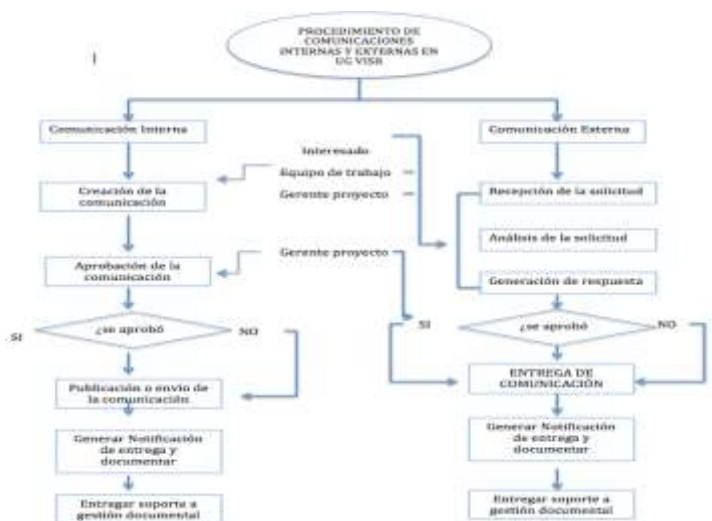 PROCEDIMIENTO DE
COMUNICACIONES
INTERNAS Y EXTERNAS EN
UG VISR
Comunicación Interna
Comunicación Externa
Interesado
Equipo de trabajo
Gerente proyecto
Creación de la
comunicación
Recepción de la solicitud
Análisis de la solicitud
Aprobación de la
comunicación
Gerente proyecto
Generación de respuesta
SI
¿se aprobó
NO
SI
¿se aprobó
NO
Publicación o envío de
la comunicación
ENTREGA DE
COMUNICACIÓN
Generar Notificación
de entrega y
documentar
Generar Notificación
de entrega y
documentar
Entregar soporte a
gestión documental
Entregar soporte a
gestión documental